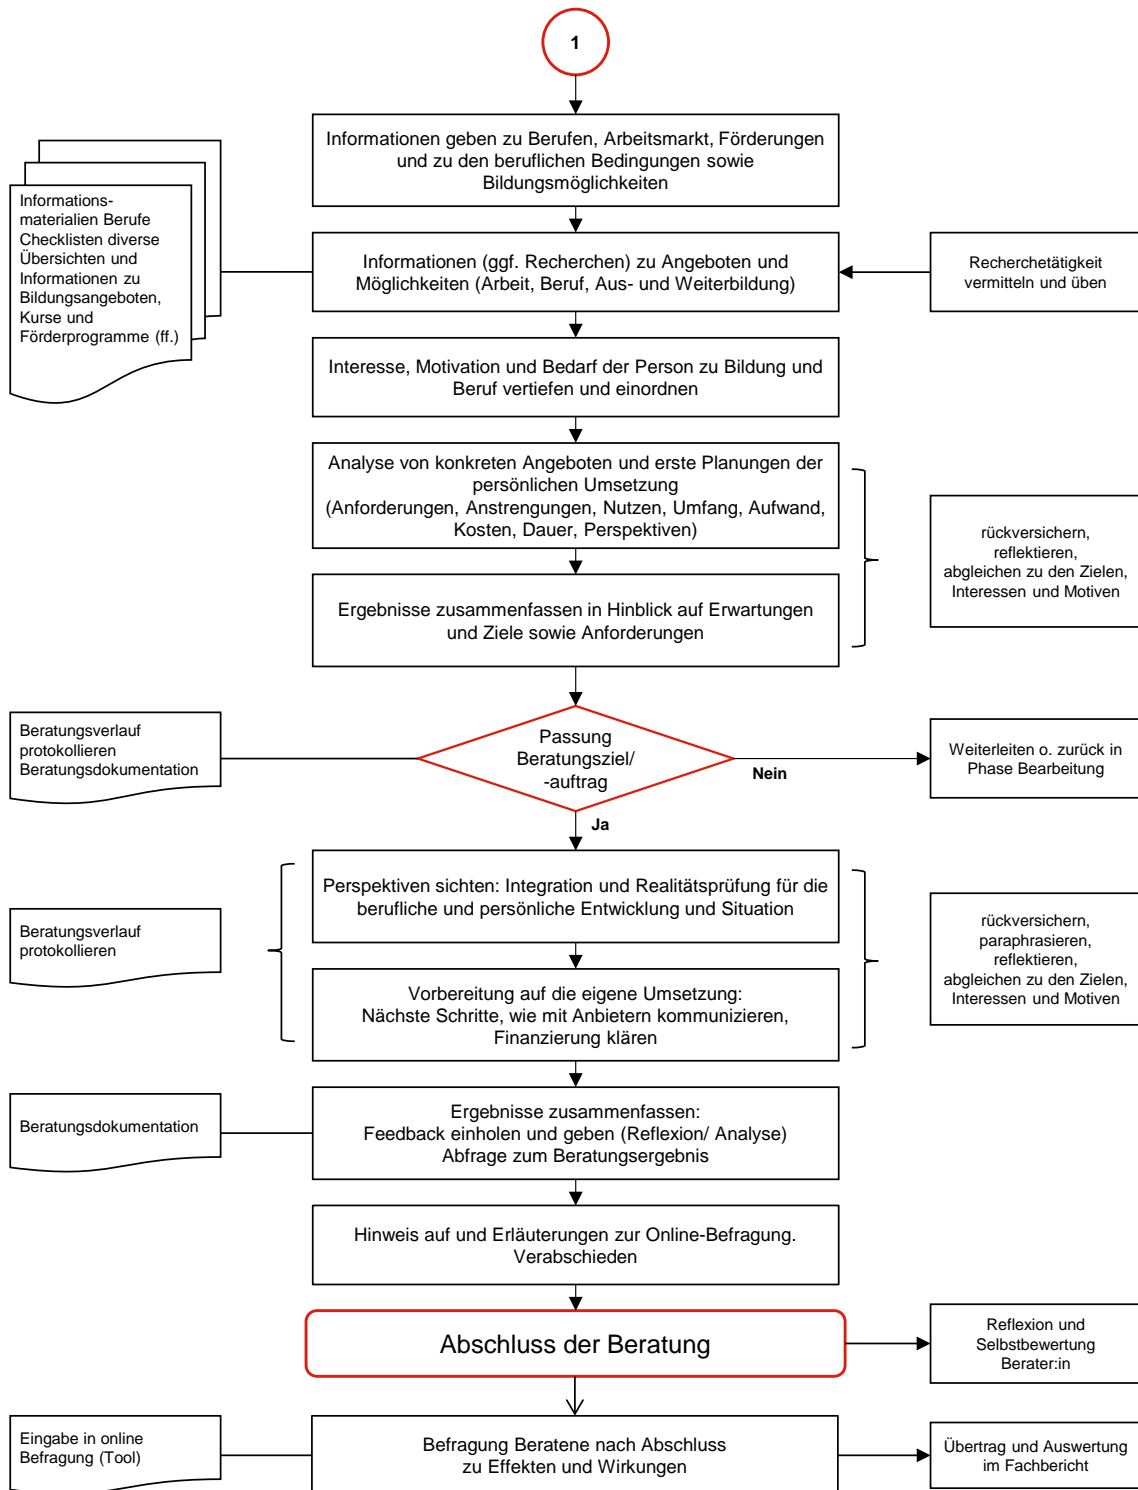 1
Informationen geben zu Berufen, Arbeitsmarkt, Förderungen
und zu den beruflichen Bedingungen sowie
Bildungsmöglichkeiten
Informations-
materialien Berufe
Checklisten diverse
Übersichten und
Informationen zu
Bildungsangeboten,
Kurse und
Förderprogramme (ff.)
Informationen (ggf. Recherchen) zu Angeboten und
Möglichkeiten (Arbeit, Beruf, Aus- und Weiterbildung)
Recherchetätigkeit
vermitteln und üben
Interesse, Motivation und Bedarf der Person zu Bildung und
Beruf vertiefen und einordnen
Analyse von konkreten Angeboten und erste Planungen der
persönlichen Umsetzung
(Anforderungen, Anstrengungen, Nutzen, Umfang, Aufwand,
Kosten, Dauer, Perspektiven)
rückversichern,
reflektieren,
abgleichen zu den Zielen,
Interessen und Motiven
Ergebnisse zusammenfassen in Hinblick auf Erwartungen
und Ziele sowie Anforderungen
Beratungsverlauf
protokollieren
Beratungsdokumentation
Passung
Beratungsziel/
-auftrag
Nein
Weiterleiten o. zurück in
Phase Bearbeitung
Ja
Perspektiven sichten: Integration und Realitätsprüfung für die
berufliche und persönliche Entwicklung und Situation
Beratungsverlauf
protokollieren
rückversichern,
paraphrasieren,
reflektieren,
abgleichen zu den Zielen,
Interessen und Motiven
Vorbereitung auf die eigene Umsetzung:
Nächste Schritte, wie mit Anbietern kommunizieren,
Finanzierung klären
Beratungsdokumentation
Ergebnisse zusammenfassen:
Feedback einholen und geben (Reflexion/ Analyse)
Abfrage zum Beratungsergebnis
Hinweis auf und Erläuterungen zur Online-Befragung.
Verabschieden
Abschluss der Beratung
Reflexion und
Selbstbewertung
Berater:in
Eingabe in online
Befragung (Tool)
Befragung Beratene nach Abschluss
zu Effekten und Wirkungen
Übertrag und Auswertung
im Fachbericht